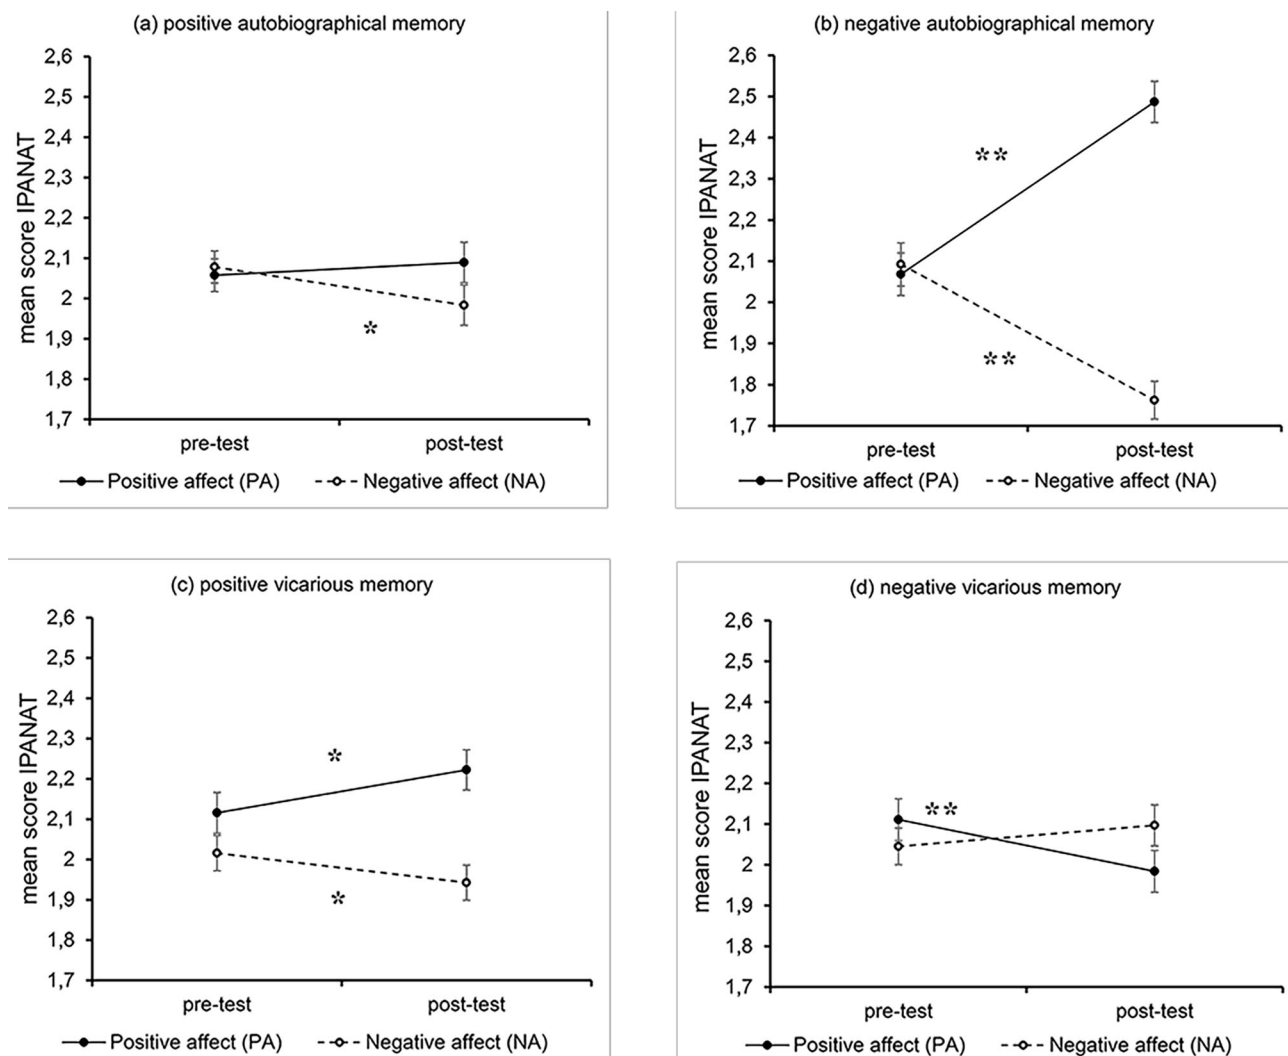 (a) positive autobiographical memory
2,6
2,5
2,4
2,3
2,2
2,1
2
1,9
1,8
1,7
mean score IPANAT
*
pre-test post-test
Positive affect (PA) Negative affect (NA)
(b) negative autobiographical memory
2,6
2,5
2,4
2,3
2,2
2,1
2
1,9
1,8
1,7
mean score IPANAT
**
**
pre-test post-test
Positive affect (PA) Negative affect (NA)
(c) positive vicarious memory
2,6
2,5
2,4
2,3
2,2
2,1
2
1,9
1,8
1,7
mean score IPANAT
*
*
pre-test post-test
Positive affect (PA) Negative affect (NA)
(d) negative vicarious memory
2,6
2,5
2,4
2,3
2,2
2,1
2
1,9
1,8
1,7
mean score IPANAT
**
pre-test post-test
Positive affect (PA) Negative affect (NA)